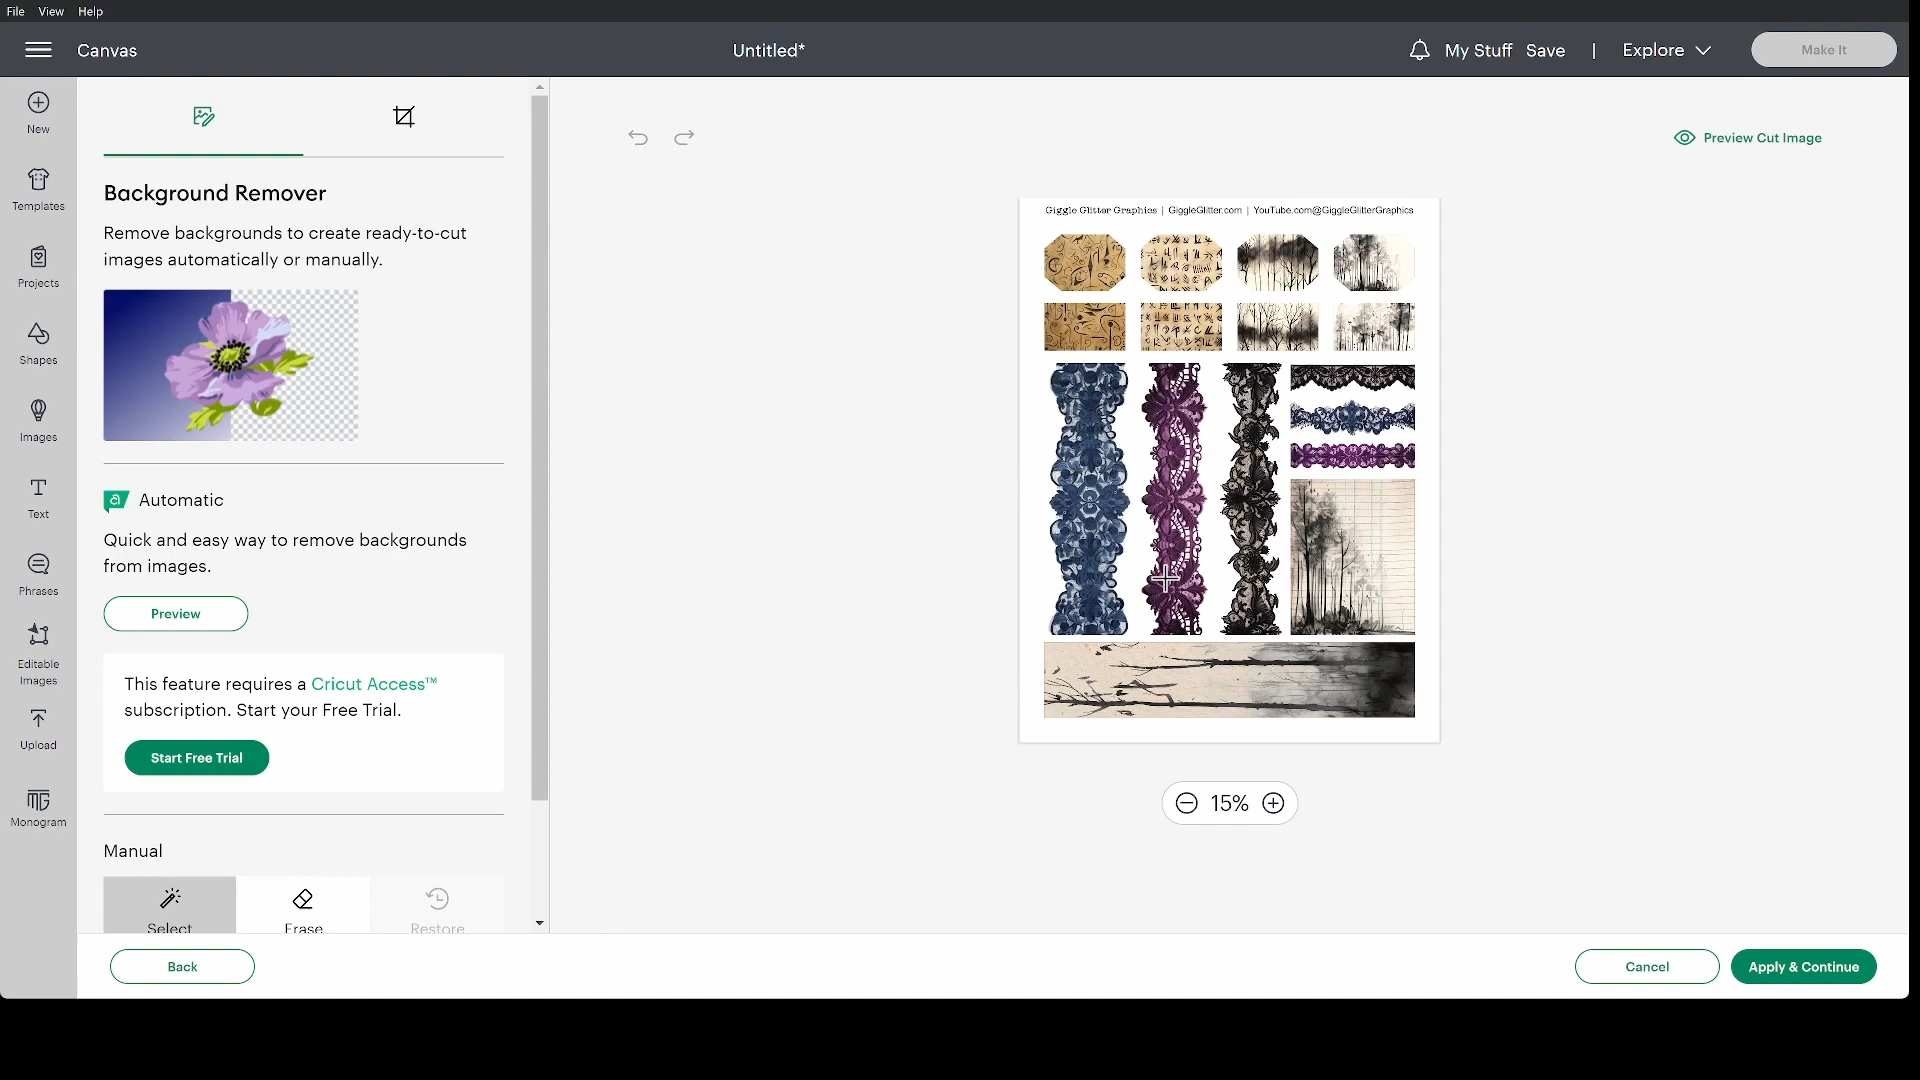 File View Help
Canvas
Untitled*
My Stuff Save | Explore
Make It
New
Templates
Projects
Shapes
Images
Text
Phrases
Editable
Images
Upload
Monogram
Background Remover
Remove backgrounds to create ready-to-cut
images automatically or manually.
a Automatic
Quick and easy way to remove backgrounds
from images.
Preview
This feature requires a Cricut Access™
subscription. Start your Free Trial.
Start Free Trial
Manual
Select Erase Restore
Back
Preview Cut Image
Giggle Glitter Graphics | GiggleGlitter.com | YouTube.com@GiggleGlitterGraphics
15%
Cancel
Apply & Continue